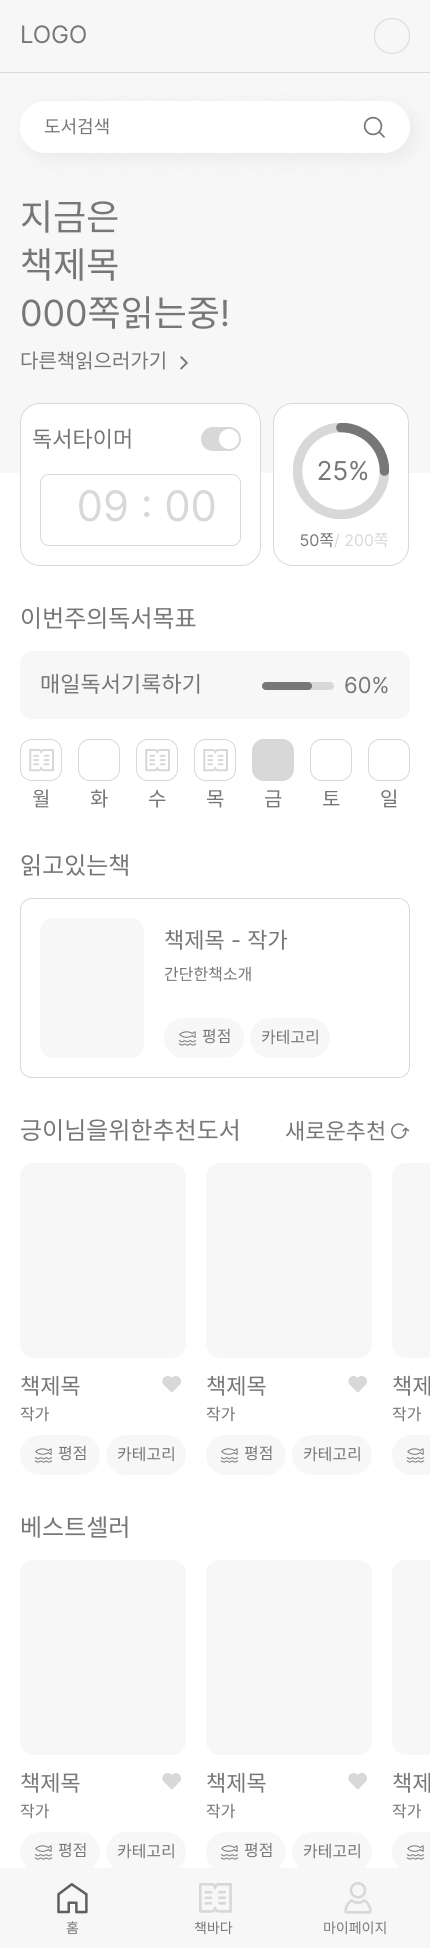 LOGO
도서검색
지금은
책제목
000쪽읽는중!
다른책읽으러가기
독서타이머
09 : 00
25%
50쪽/ 200쪽
이번주의독서목표
매일독서기록하기 60%
월 화 수 목 금 토 일
읽고있는책
책제목 - 작가
간단한책소개
평점 카테고리
긍이님을위한추천도서 새로운추천
책제목 책제목 책제
작가 작가 작가
평점 카테고리 평점 카테고리
베스트셀러
책제목 책제목 책제
작가 작가 작가
평점 카테고리 평점 카테고리
홈 책바다 마이페이지